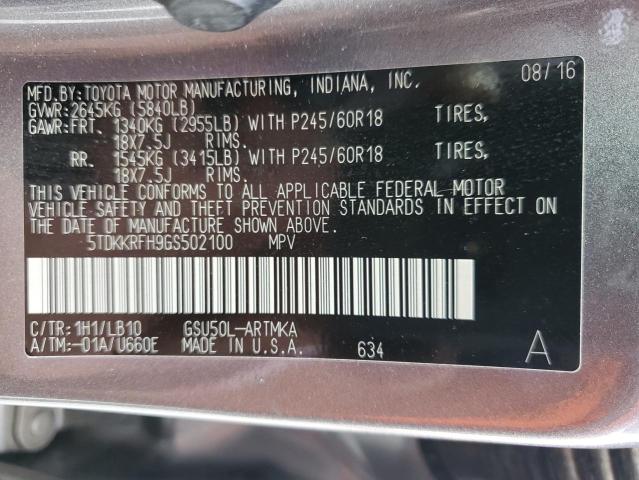 MFD.BY:TOYOTA MOTOR MANUFACTURING, INDIANA, INC. 08/16
GVWR:2645KG (5840LB)
GAWR:FRT. 1340KG (2955LB) WITH P245/60R18 TIRES,
18X7.5J RIMS.
RR. 1545KG (3415LB) WITH P245/60R18 TIRES,
18X7.5J RIMS.
THIS VEHICLE CONFORMS TO ALL APPLICABLE FEDERAL MOTOR
VEHICLE SAFETY AND THEFT PREVENTION STANDARDS IN EFFECT ON
THE DATE OF MANUFACTURE SHOWN ABOVE.
5TDKKRFH9GS502100 MPV
C/TR:1H1/LB10 GSU50L-ARTMKA
A/TM:-01A/U660E MADE IN U.S.A. 634 A